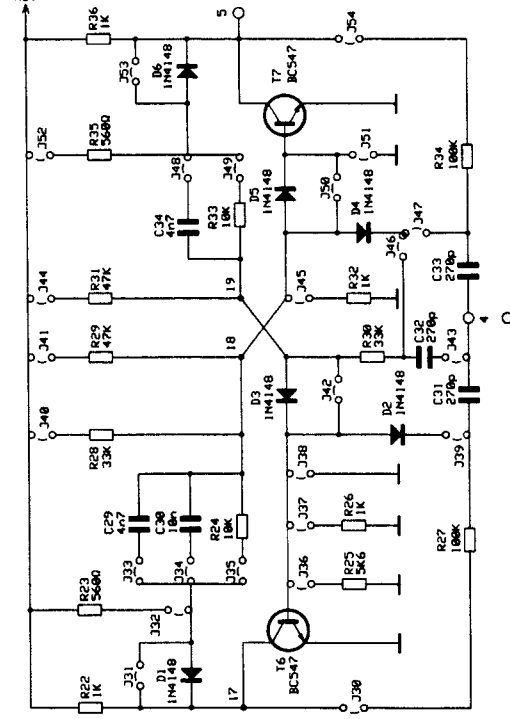 R22
1K
R23
560Ω
R28
33K
J40
R29
47K
J41
R31
47K
J44
R35
560Ω
J52
R36
1K
J31
D1
1N4148
J32
J33
J34
J35
C29
4n7
C30
10n
R24
10K
J48
J49
C34
4n7
R33
10K
J53
D6
1N4148
17
18
19
5
T6
BC547
J36
R25
5K6
J37
R26
1K
J38
D3
1N4148
J42
D2
1N4148
J45
R32
1K
R30
33K
D5
1N4148
J50
D4
1N4148
J51
T7
BC547
J46
J47
J54
J30
R27
100K
J39
C31
270p
J43
C32
270p
4
C33
270p
R34
100K